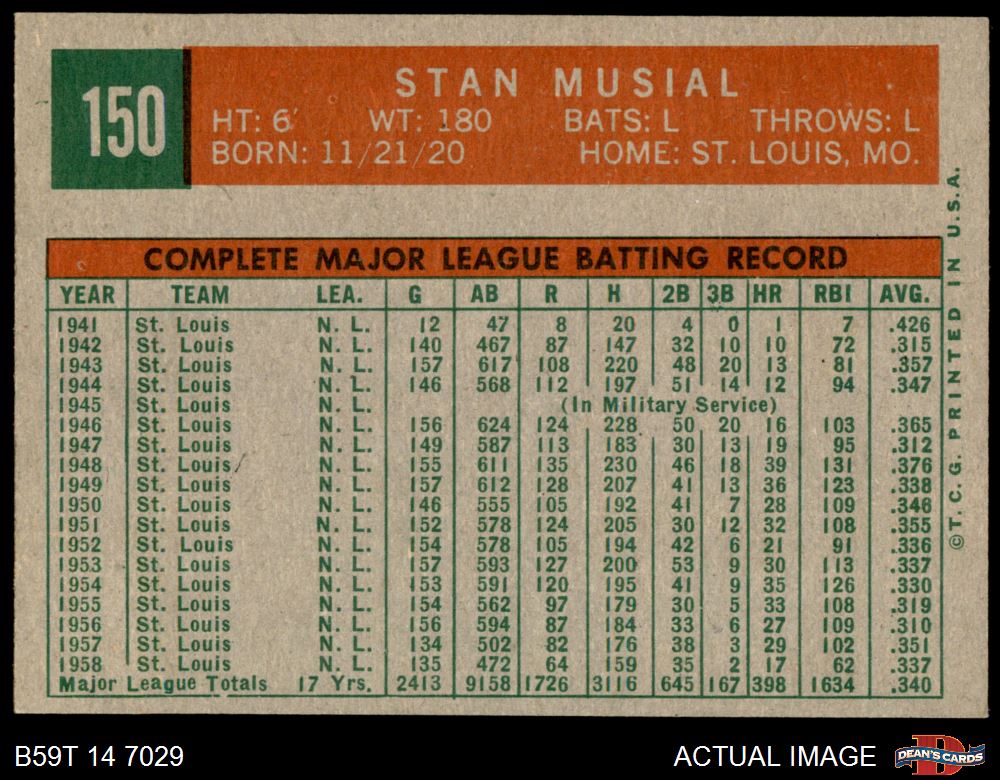 150
STAN MUSIAL
HT: 6' WT: 180 BATS: L THROWS: L
BORN: 11/21/20 HOME: ST. LOUIS, MO.
COMPLETE MAJOR LEAGUE BATTING RECORD
YEAR TEAM LEA. G AB R H 2B 3B HR RBI AVG.
1941 St. Louis N. L. 12 47 8 20 4 0 1 7 .426
1942 St. Louis N. L. 140 467 87 147 32 10 10 72 .315
1943 St. Louis N. L. 157 617 108 220 48 20 13 81 .357
1944 St. Louis N. L. 146 568 112 197 51 14 12 94 .347
1945 St. Louis N. L. (In Military Service)
1946 St. Louis N. L. 156 624 124 228 50 20 16 103 .365
1947 St. Louis N. L. 149 587 113 183 30 13 19 95 .312
1948 St. Louis N. L. 155 611 135 230 46 18 39 131 .376
1949 St. Louis N. L. 157 612 128 207 41 13 36 123 .338
1950 St. Louis N. L. 146 555 105 192 41 7 28 109 .346
1951 St. Louis N. L. 152 578 124 205 30 12 32 108 .355
1952 St. Louis N. L. 154 578 105 194 42 6 21 91 .336
1953 St. Louis N. L. 157 593 127 200 53 9 30 113 .337
1954 St. Louis N. L. 153 591 120 195 41 9 35 126 .330
1955 St. Louis N. L. 154 562 97 179 30 5 33 108 .319
1956 St. Louis N. L. 156 594 87 184 33 6 27 109 .310
1957 St. Louis N. L. 134 502 82 176 38 3 29 102 .351
1958 St. Louis N. L. 135 472 64 159 35 2 17 62 .337
Major League Totals 17 Yrs. 2413 9158 1726 3116 645 167 398 1634 .340
©T. C. G. PRINTED IN U.S.A.
B59T 14 7029
ACTUAL IMAGE
D
DEAN'S CARDS